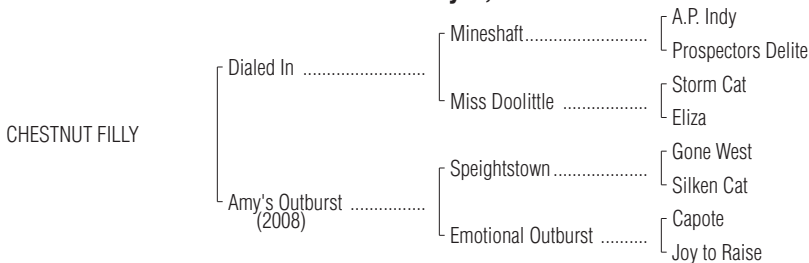 A.P. Indy
Mineshaft
Prospectors Delite
Dialed In
Storm Cat
Miss Doolittle
Eliza
CHESTNUT FILLY
Gone West
Speightstown
Silken Cat
Amy's Outburst
(2008)
Capote
Emotional Outburst
Joy to Raise